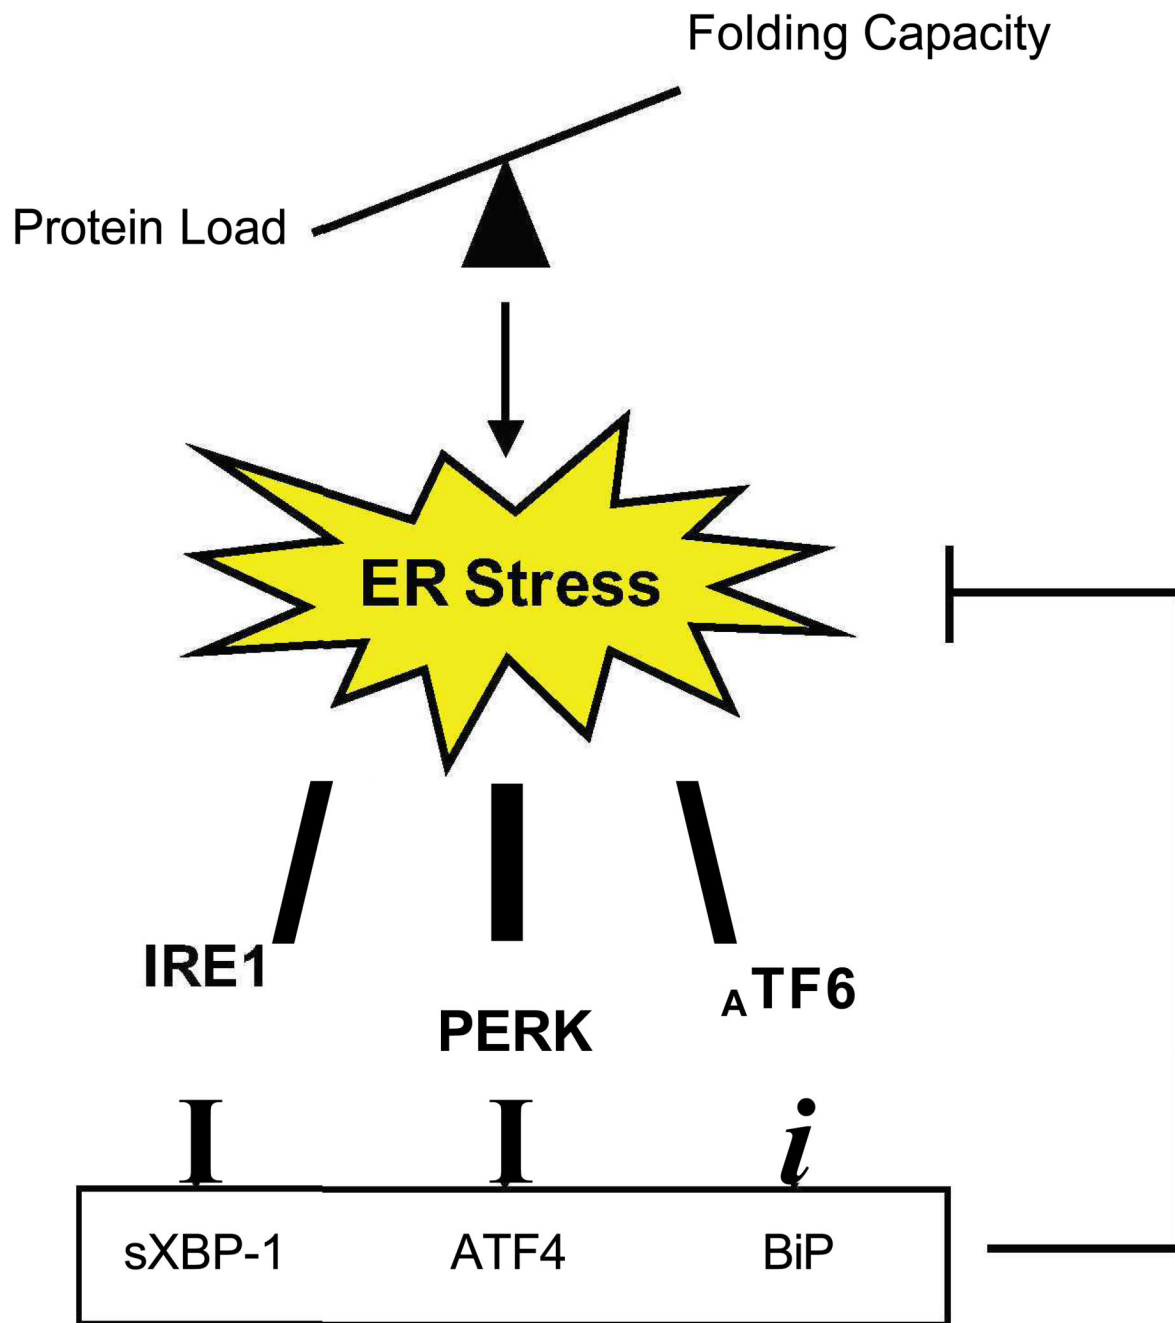 Folding Capacity
Protein Load
ER Stress
IRE1
ATF6
PERK
I I i
sXBP-1 ATF4 BiP